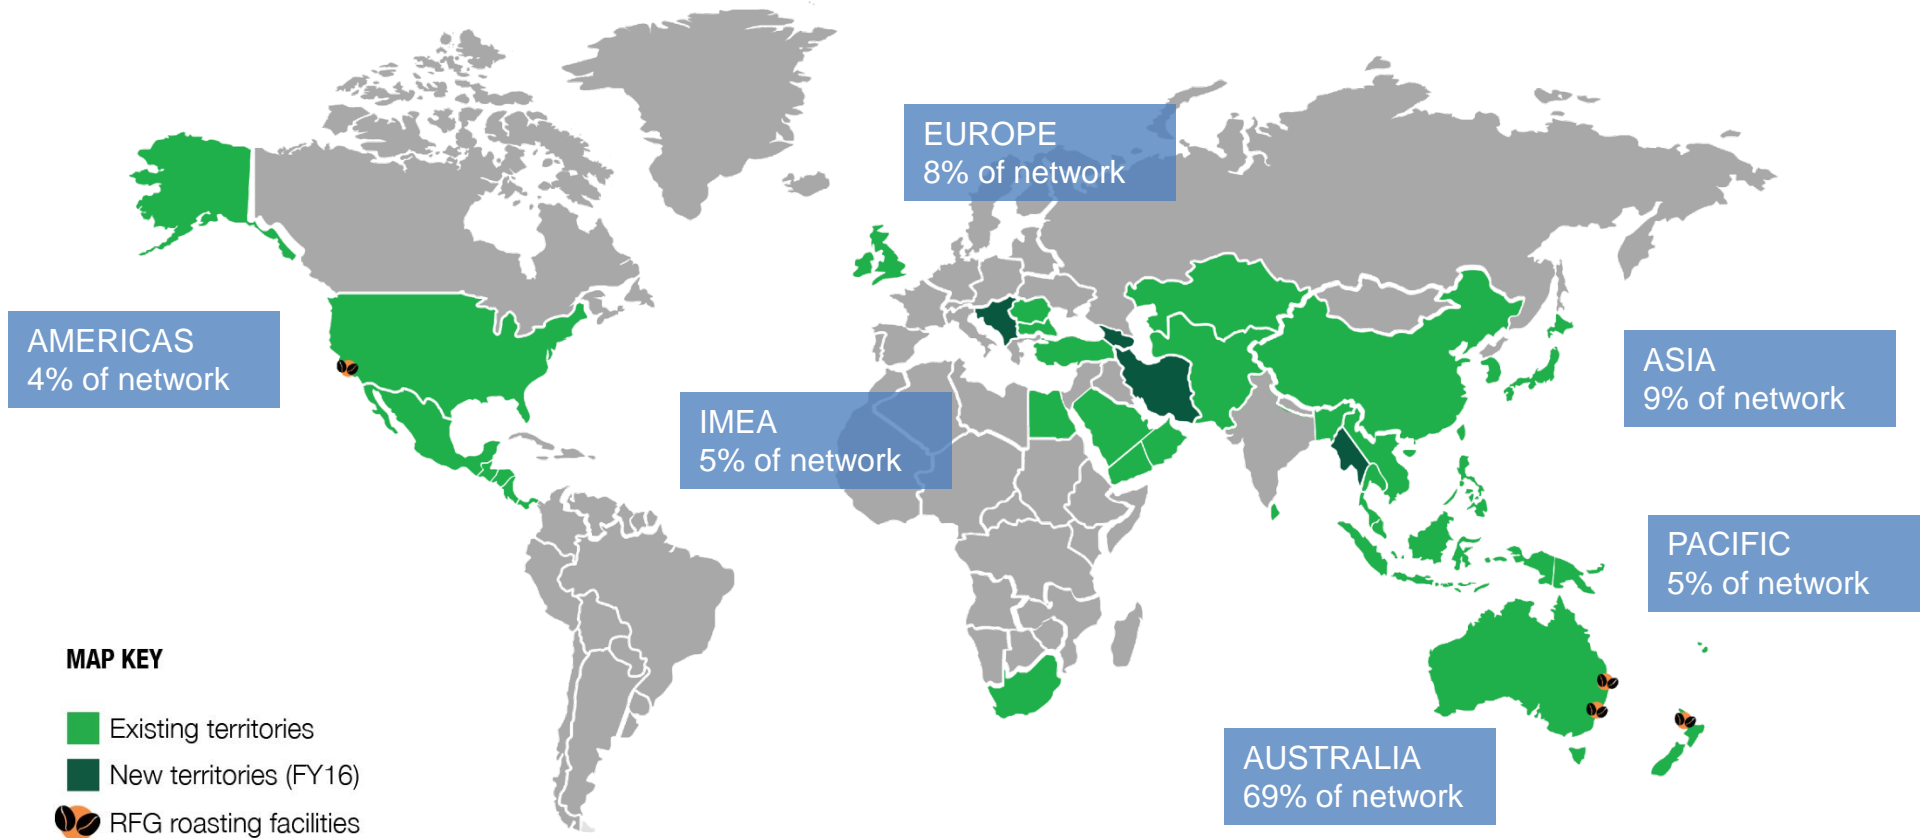 EUROPE
8% of network
AMERICAS
4% of network
ASIA
9% of network
IMEA
5% of network
PACIFIC
5% of network
MAP KEY
Existing territories
New territories (FY16)
RFG roasting facilities
AUSTRALIA
69% of network